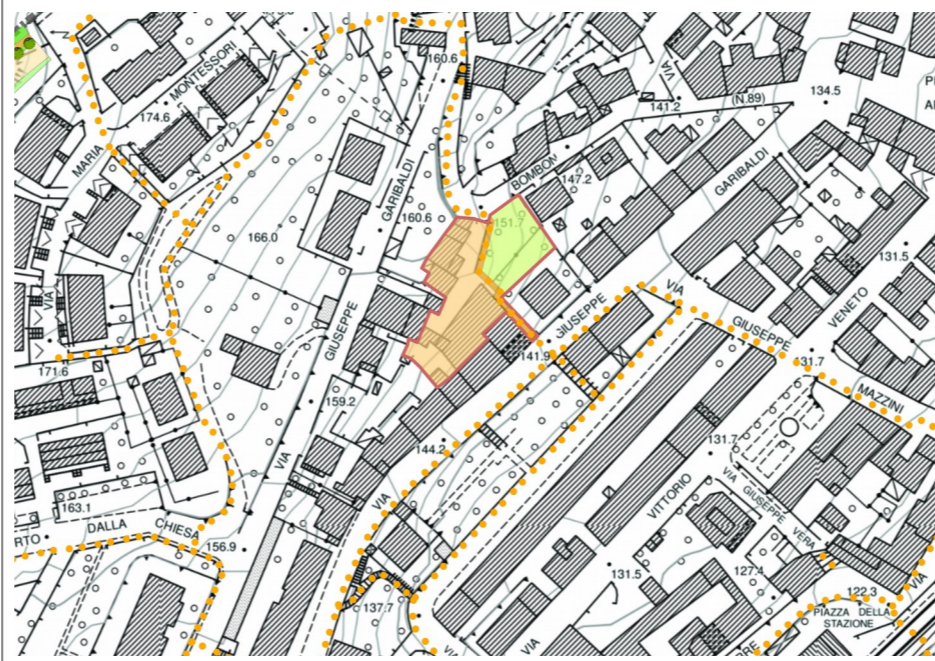 160.6
MONTESSORI
VIA
134.5
141.2
(N.89)
174.6
MARIA
GARIBALDI
BOMBON
147.2
GARIBALDI
160.6
151.7
166.0
131.5
VIA
GIUSEPPE
VIA
GIUSEPPE
VENETO
141.9
131.7
171.6
159.2
MAZZINI
144.2
131.7
VIA
VIA
VITTORIO
VIA GIUSEPPE VERA
163.1
DALLA
CHIESA
RTO
156.9
131.5
127.4
122.3
VIA
137.7
PIAZZA DELLA
STAZIONE
VIA